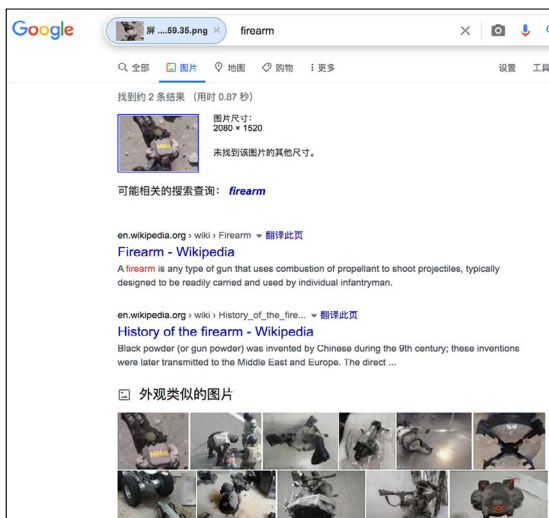 Google
屏 ....59.35.png × firearm
全部 图片 地图 购物 更多 设置 工具
找到约 2 条结果 (用时 0.87 秒)
图片尺寸:
2080 × 1520
未找到该图片的其他尺寸。
可能相关的搜索查询: firearm
en.wikipedia.org › wiki › Firearm 翻译此页
Firearm - Wikipedia
A firearm is any type of gun that uses combustion of propellant to shoot projectiles, typically
designed to be readily carried and used by individual infantryman.
en.wikipedia.org › wiki › History_of_the_fire... 翻译此页
History of the firearm - Wikipedia
Black powder (or gun powder) was invented by Chinese during the 9th century; these inventions
were later transmitted to the Middle East and Europe. The direct ...
外观类似的图片